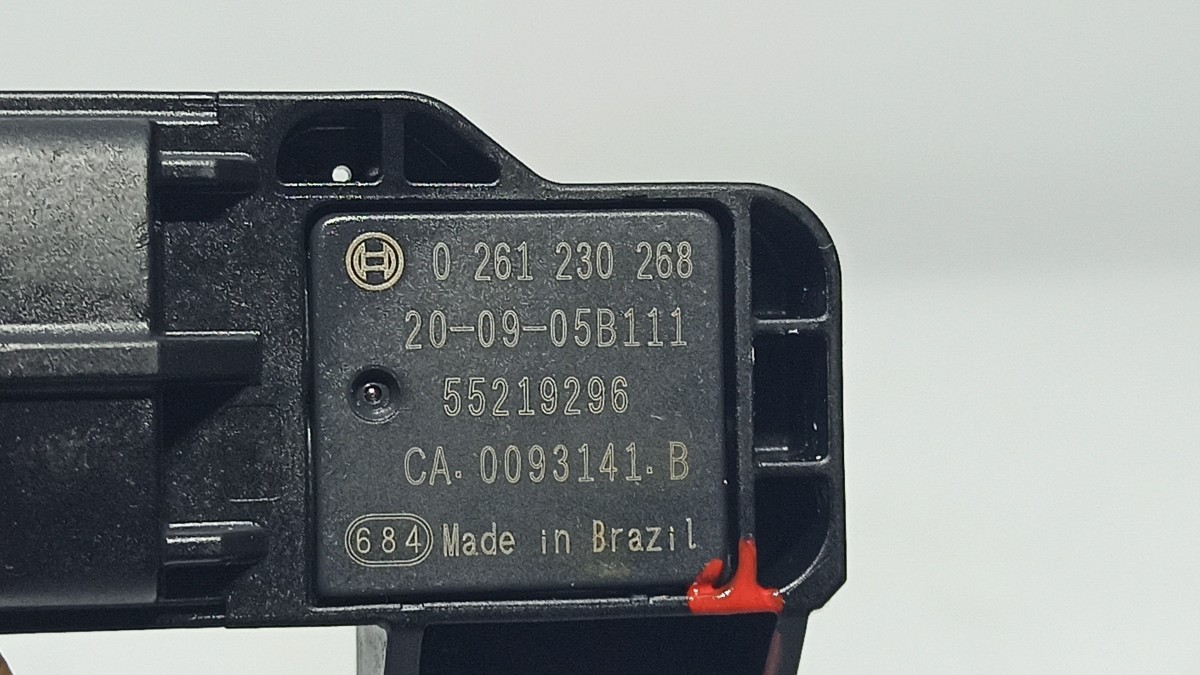 0 261 230 268
20-09-05B111
55219296
CA. 0093141. B
684 Made in Brazil